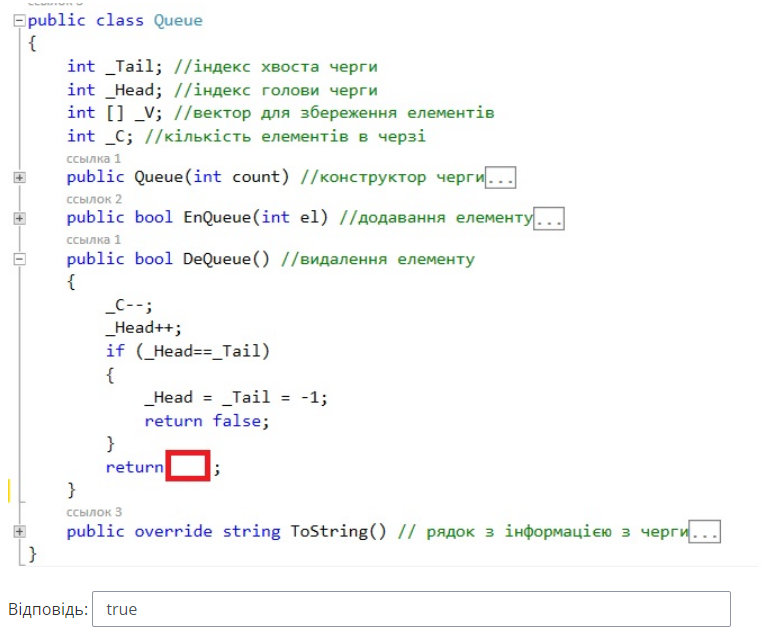 public class Queue
{
int _Tail; //індекс хвоста черги
int _Head; //індекс голови черги
int [] _V; //вектор для збереження елементів
int _C; //кількість елементів в черзі
ссылка 1
public Queue(int count) //конструктор черги...
ссылок 2
public bool EnQueue(int el) //додавання елементу...
ссылка 1
public bool DeQueue() //видалення елементу
{
_C--;
_Head++;
if (_Head==_Tail)
{
_Head = _Tail = -1;
return false;
}
return ;
}
ссылок 3
public override string ToString() // рядок з інформацією з черги...
}
Відповідь: true